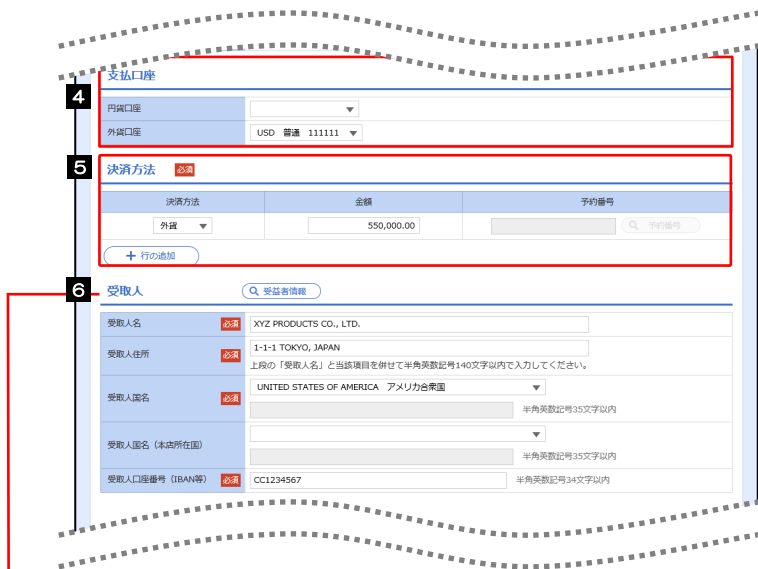 支払口座
4
円貨口座
外貨口座 USD 普通 111111
5 決済方法 必須
決済方法 金額 予約番号
外貨 550,000.00 予約番号
行の追加
6 受取人 受益者情報
受取人名 必須 XYZ PRODUCTS CO., LTD.
受取人住所 必須 1-1-1 TOKYO, JAPAN
上段の「受取人名」と当該項目を併せて半角英数記号140文字以内で入力してください。
受取人国名 必須 UNITED STATES OF AMERICA アメリカ合衆国
半角英数記号35文字以内
受取人国名（本店所在国）
半角英数記号35文字以内
受取人口座番号（IBAN等） 必須 CC1234567 半角英数記号34文字以内